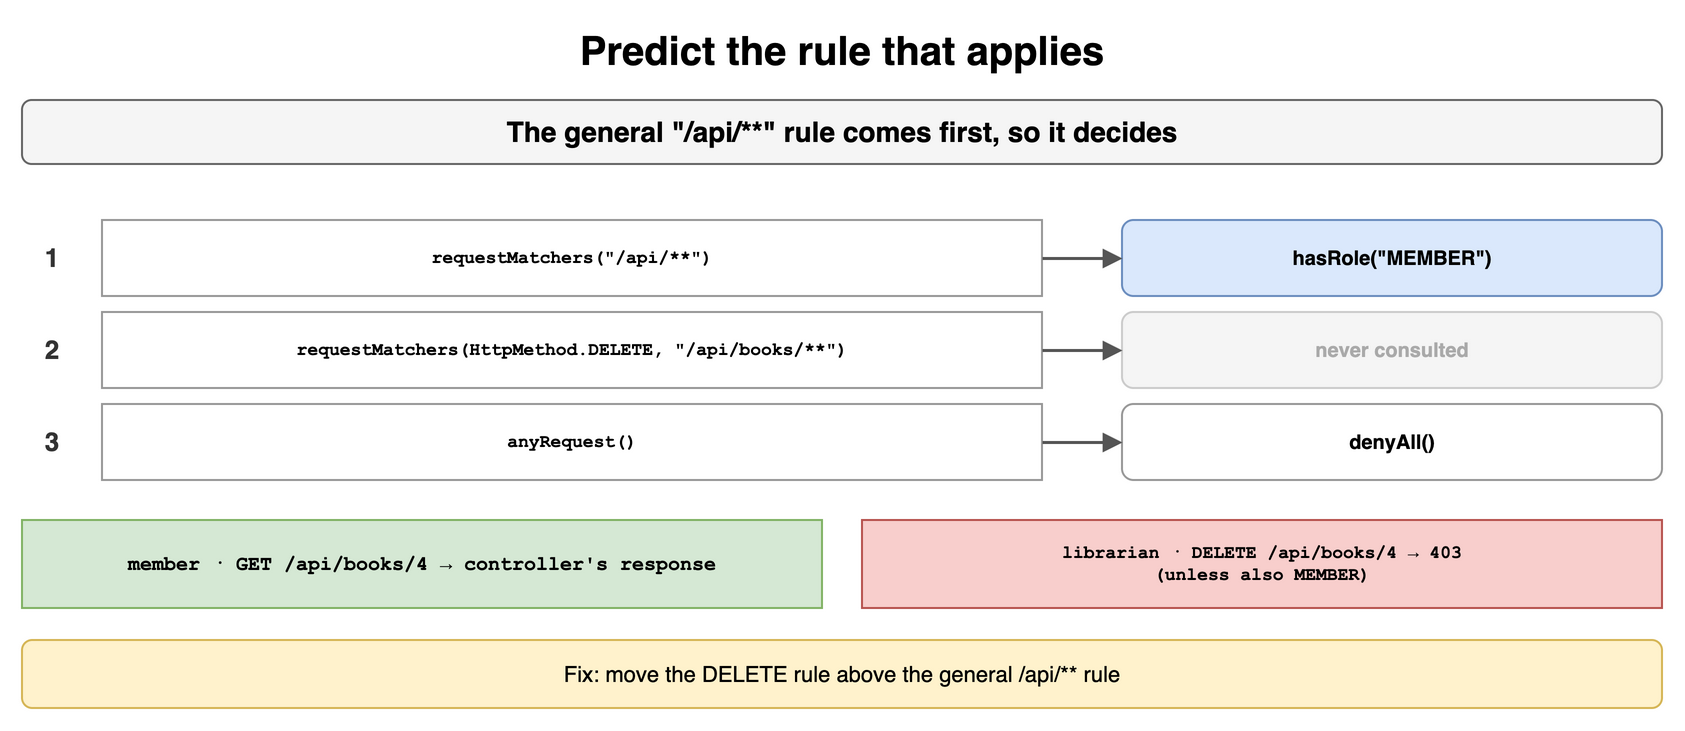 Predict the rule that applies
The general "/api/**" rule comes first, so it decides
1
requestMatchers("/api/**")
hasRole("MEMBER")
2
requestMatchers(HttpMethod.DELETE, "/api/books/**")
never consulted
3
anyRequest()
denyAll()
member · GET /api/books/4 → controller's response
librarian · DELETE /api/books/4 → 403
(unless also MEMBER)
Fix: move the DELETE rule above the general /api/** rule